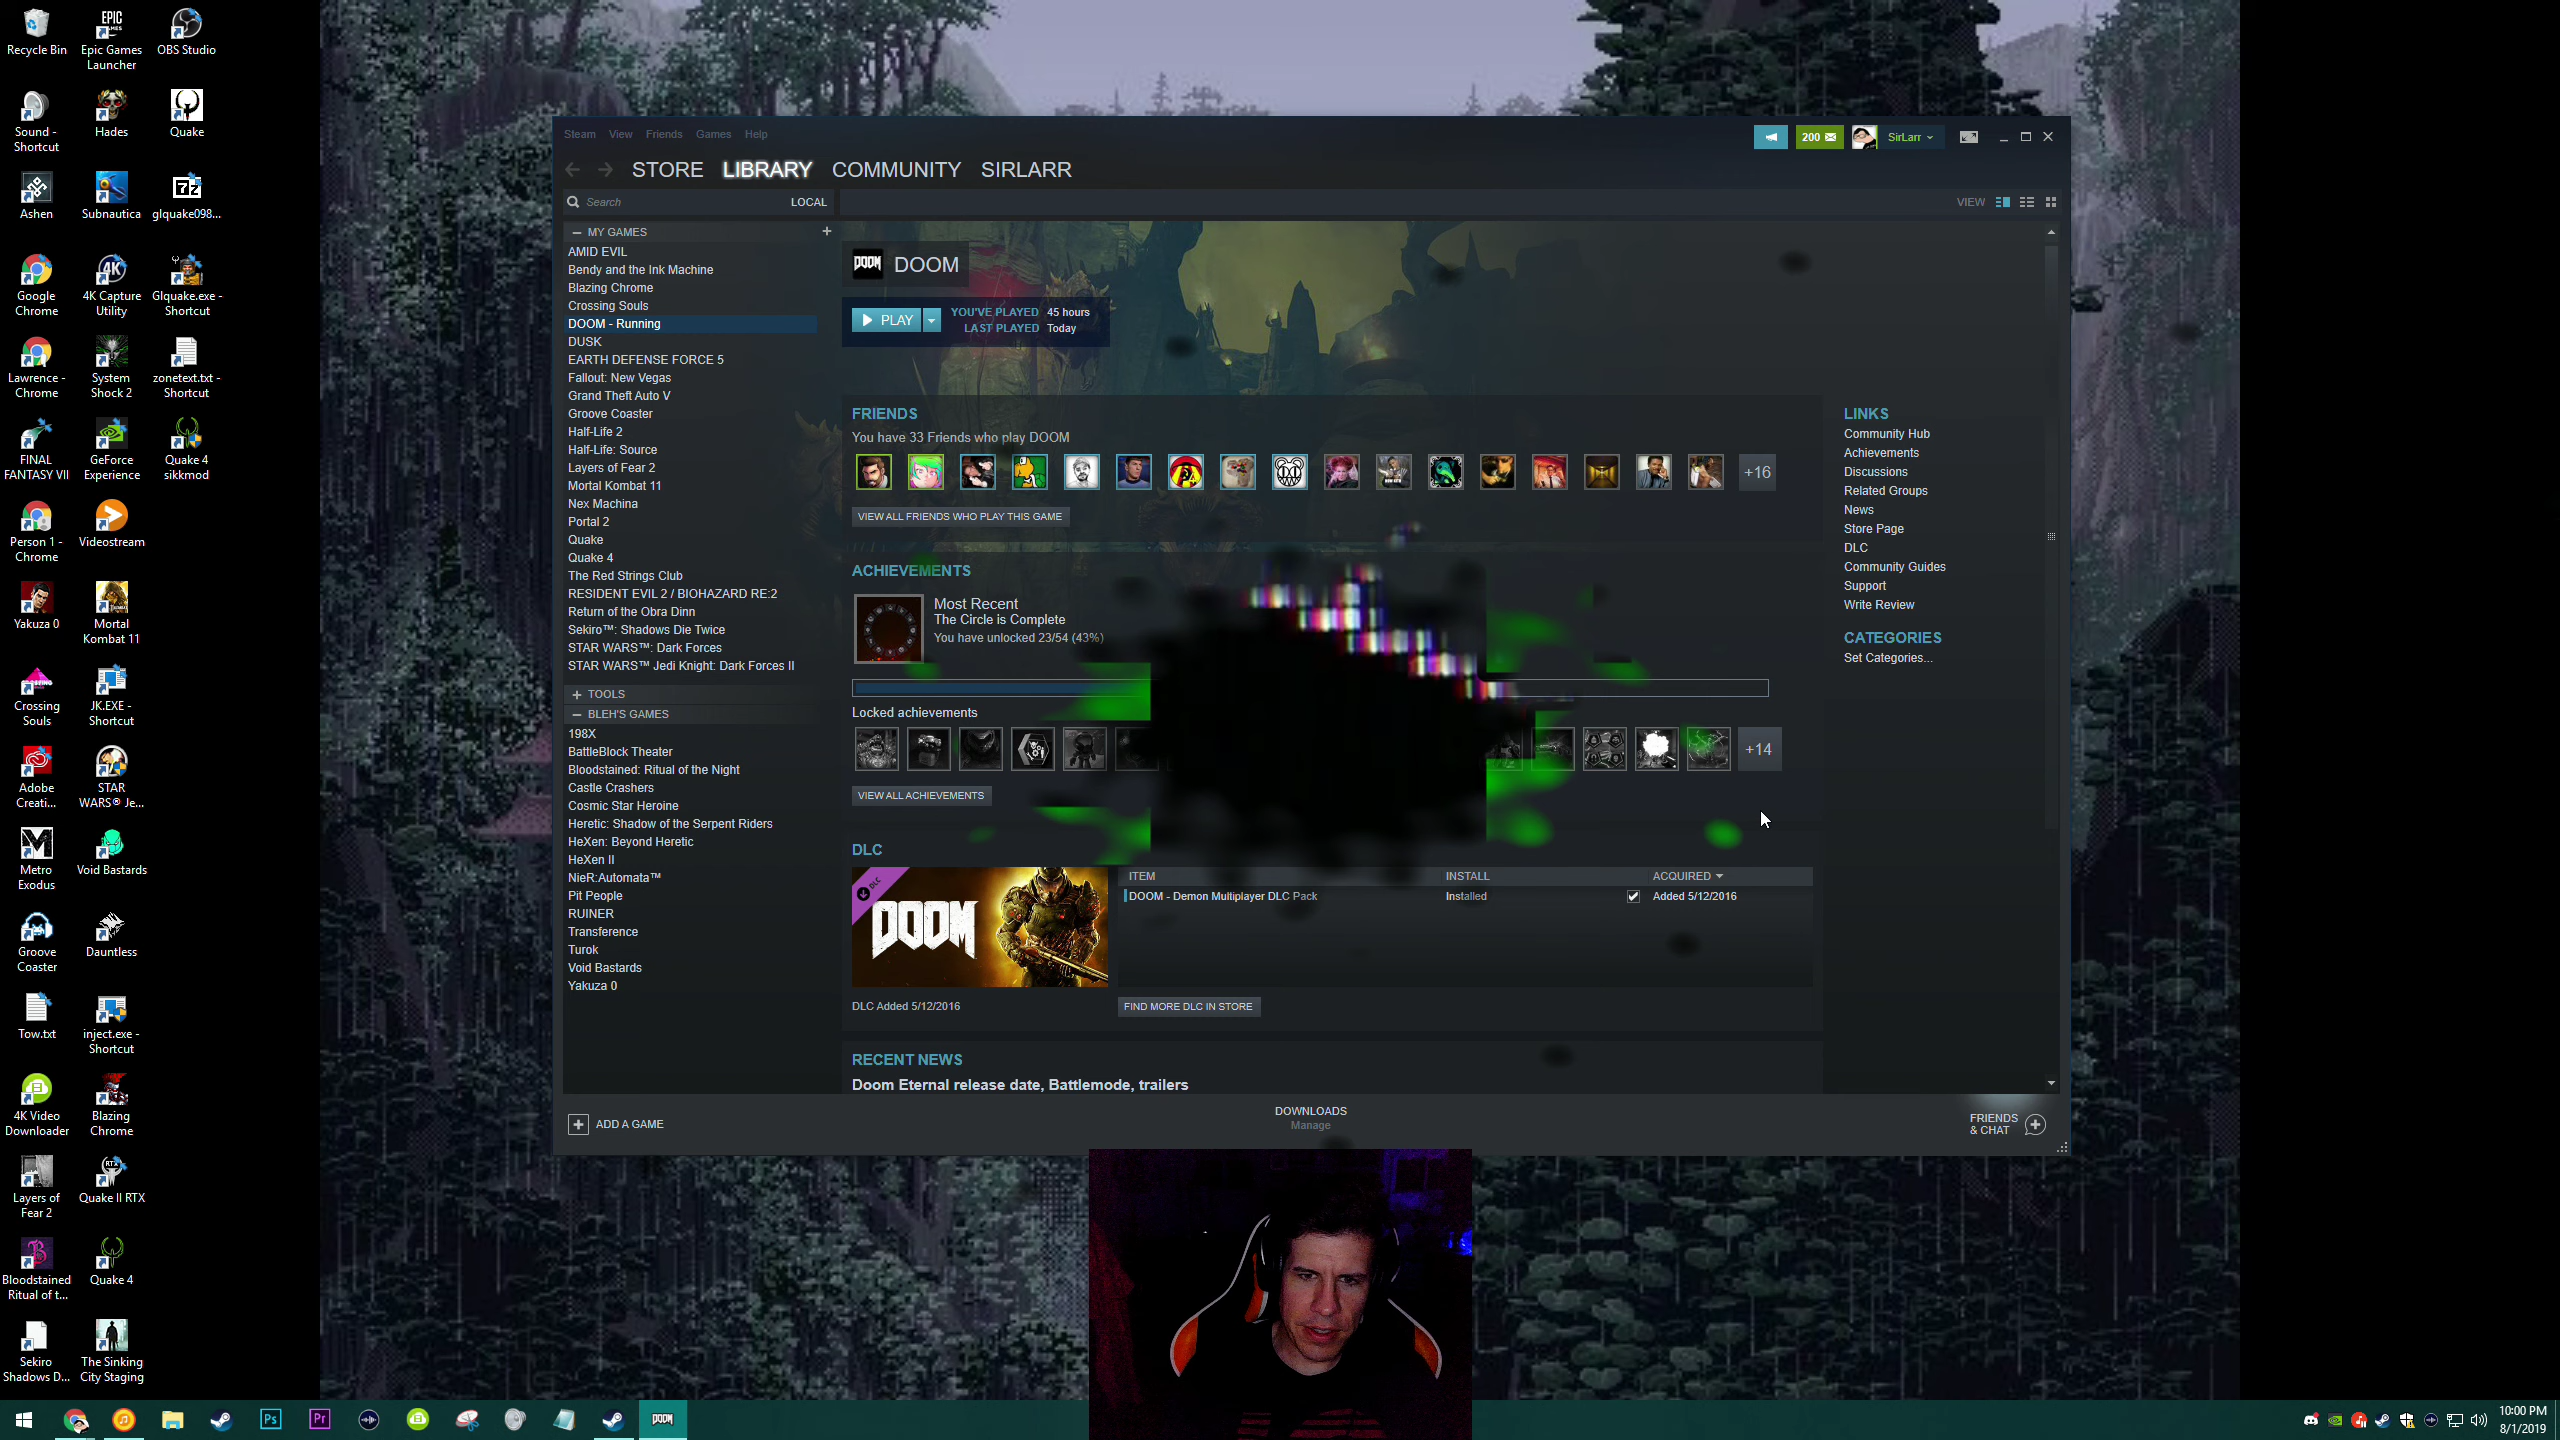 Recycle Bin
Epic Games
Launcher
OBS Studio
Sound -
Shortcut
Hades
Quake
Ashen
Subnautica
glquake098...
Google
Chrome
4K Capture
Utility
Glquake.exe -
Shortcut
Lawrence -
Chrome
System
Shock 2
zonetext.txt -
Shortcut
FINAL
FANTASY VII
GeForce
Experience
Quake 4
sikkmod
Person 1 -
Chrome
Videostream
Yakuza 0
Mortal
Kombat 11
Crossing
Souls
JK.EXE -
Shortcut
Adobe
Creati...
STAR
WARS® Je...
Metro
Exodus
Void Bastards
Groove
Coaster
Dauntless
Tow.txt
inject.exe -
Shortcut
4K Video
Downloader
Blazing
Chrome
Layers of
Fear 2
Quake II RTX
Bloodstained
Ritual of t...
Quake 4
Sekiro
Shadows D...
The Sinking
City Staging
Steam View Friends Games Help
200
SirLarr
STORE LIBRARY COMMUNITY SIRLARR
Search
LOCAL
VIEW
MY GAMES
AMID EVIL
Bendy and the Ink Machine
Blazing Chrome
Crossing Souls
DOOM - Running
DUSK
EARTH DEFENSE FORCE 5
Fallout: New Vegas
Grand Theft Auto V
Groove Coaster
Half-Life 2
Half-Life: Source
Layers of Fear 2
Mortal Kombat 11
Nex Machina
Portal 2
Quake
Quake 4
The Red Strings Club
RESIDENT EVIL 2 / BIOHAZARD RE:2
Return of the Obra Dinn
Sekiro™: Shadows Die Twice
STAR WARS™: Dark Forces
STAR WARS™ Jedi Knight: Dark Forces II
TOOLS
BLEH'S GAMES
198X
BattleBlock Theater
Bloodstained: Ritual of the Night
Castle Crashers
Cosmic Star Heroine
Heretic: Shadow of the Serpent Riders
HeXen: Beyond Heretic
HeXen II
NieR:Automata™
Pit People
RUINER
Transference
Turok
Void Bastards
Yakuza 0
DOOM
DOOM
PLAY
YOU'VE PLAYED 45 hours
LAST PLAYED Today
FRIENDS
You have 33 Friends who play DOOM
+16
VIEW ALL FRIENDS WHO PLAY THIS GAME
ACHIEVEMENTS
Most Recent
The Circle is Complete
You have unlocked 23/54 (43%)
Locked achievements
+14
VIEW ALL ACHIEVEMENTS
DLC
DLC
DOOM
ITEM INSTALL ACQUIRED
DOOM - Demon Multiplayer DLC Pack Installed Added 5/12/2016
DLC Added 5/12/2016
FIND MORE DLC IN STORE
RECENT NEWS
Doom Eternal release date, Battlemode, trailers
LINKS
Community Hub
Achievements
Discussions
Related Groups
News
Store Page
DLC
Community Guides
Support
Write Review
CATEGORIES
Set Categories...
ADD A GAME
DOWNLOADS
Manage
FRIENDS
& CHAT
Ps
Pr
DOOM
10:00 PM
8/1/2019